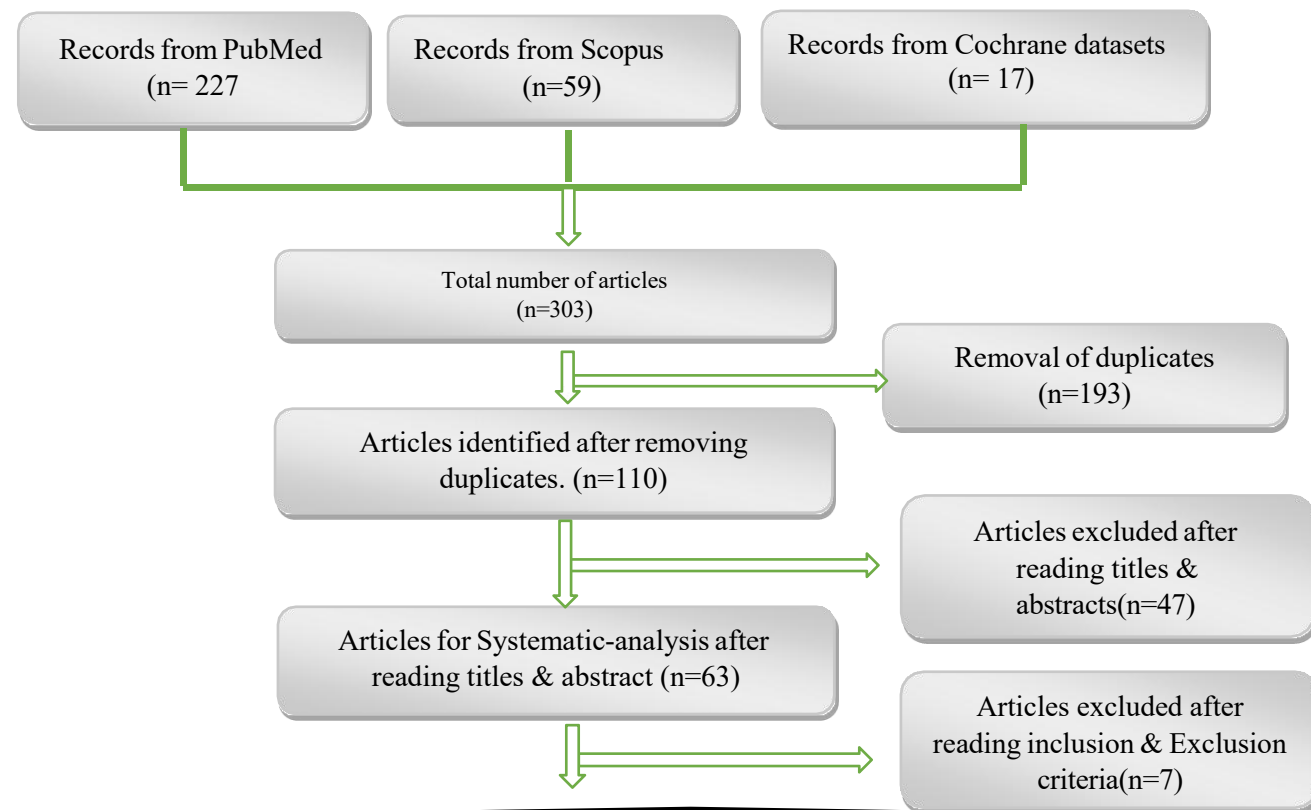 Records from PubMed
(n= 227
Records from Scopus
(n=59)
Records from Cochrane datasets
(n= 17)
Total number of articles
(n=303)
Removal of duplicates
(n=193)
Articles identified after removing
duplicates. (n=110)
Articles excluded after
reading titles &
abstracts(n=47)
Articles for Systematic-analysis after
reading titles & abstract (n=63)
Articles excluded after
reading inclusion & Exclusion
criteria(n=7)